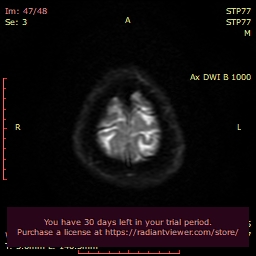 Im: 47/48
Se: 3
A
STP77
STP77
M
Ax DWI B 1000
R
L
You have 30 days left in your trial period.
Purchase a license at https://radiantviewer.com/store/